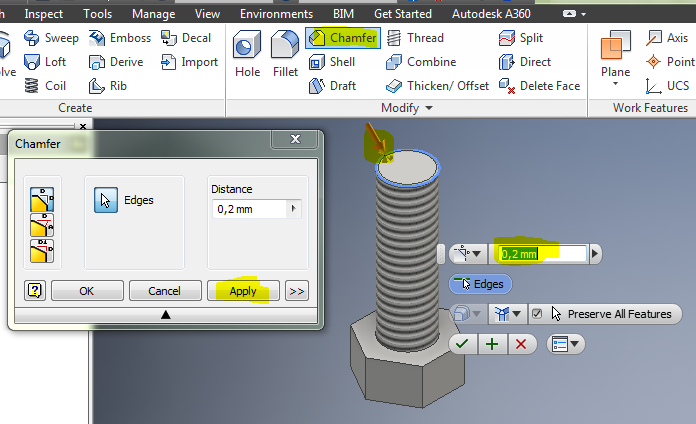 h Inspect Tools Manage View Environments BIM Get Started Autodesk A360
Sweep Emboss Decal Chamfer Thread Split Axis
olve Loft Derive Import Hole Fillet Shell Combine Direct Plane Point
Coil Rib Draft Thicken/ Offset Delete Face UCS
Create Modify Work Features
Chamfer
D
D
Edges
Distance
D
A
0,2 mm
D1
D
OK Cancel Apply >>
0,2 mm
Edges
Preserve All Features